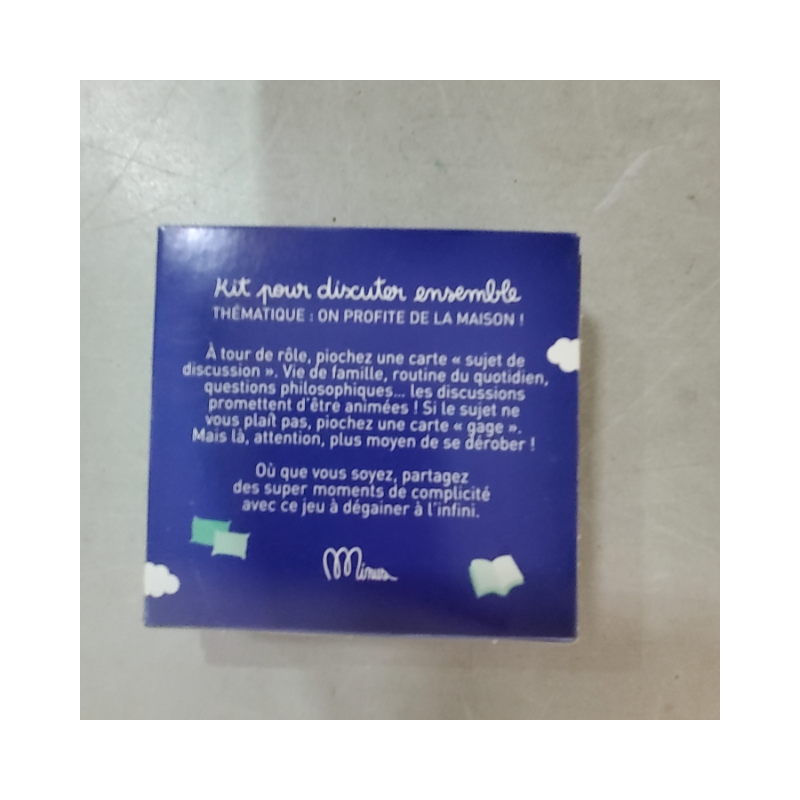 Kit pour discuter ensemble
THÉMATIQUE : ON PROFITE DE LA MAISON !
À tour de rôle, piochez une carte « sujet de
discussion ». Vie de famille, routine du quotidien,
questions philosophiques... les discussions
promettent d'être animées ! Si le sujet ne
vous plaît pas, piochez une carte « gage ».
Mais là, attention, plus moyen de se dérober !
Où que vous soyez, partagez
des super moments de complicité
avec ce jeu à dégainer à l'infini.
Minus